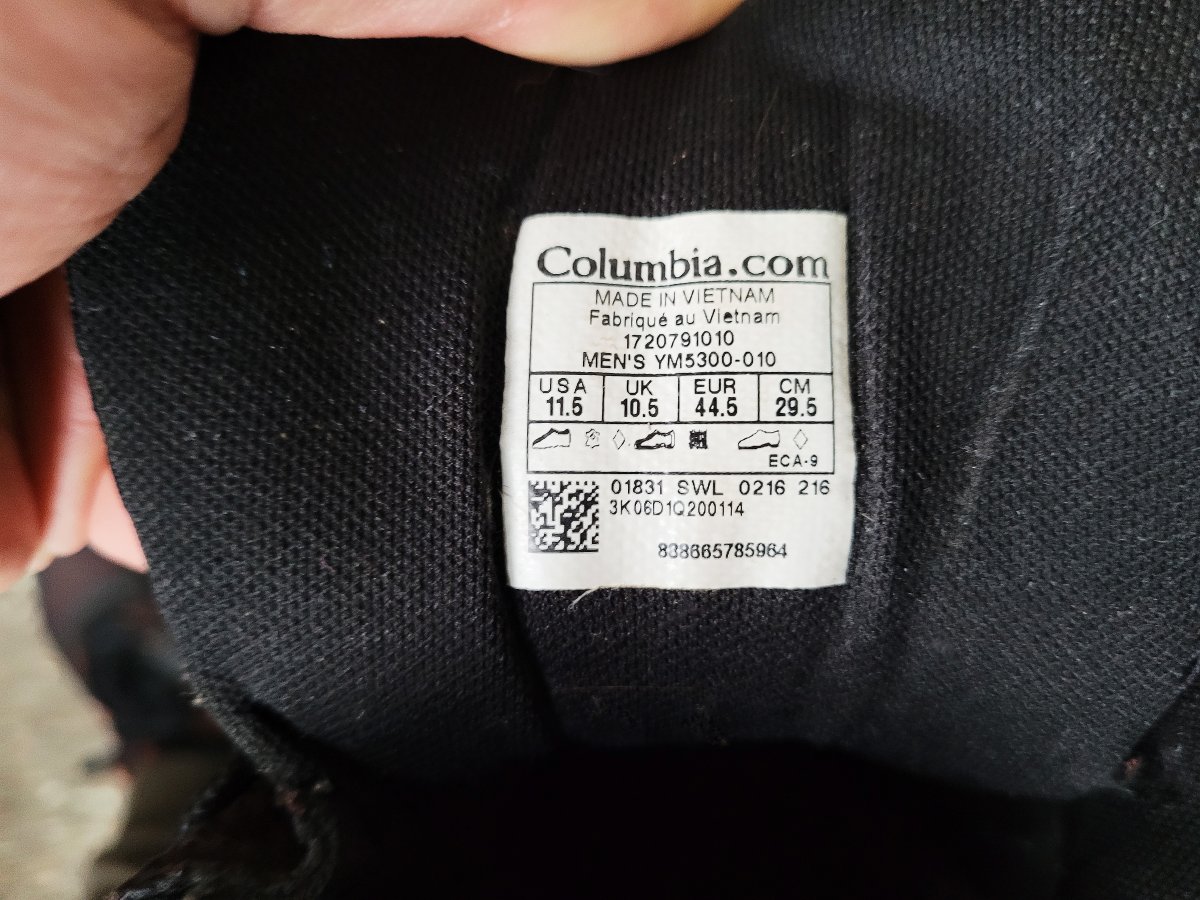 Columbia.com
MADE IN VIETNAM
Fabriqué au Vietnam
1720791010
MEN'S YM5300-010
USA UK EUR CM
11.5 10.5 44.5 29.5
ECA-9
01831 SWL 0216 216
3K06D1Q200114
838665785964